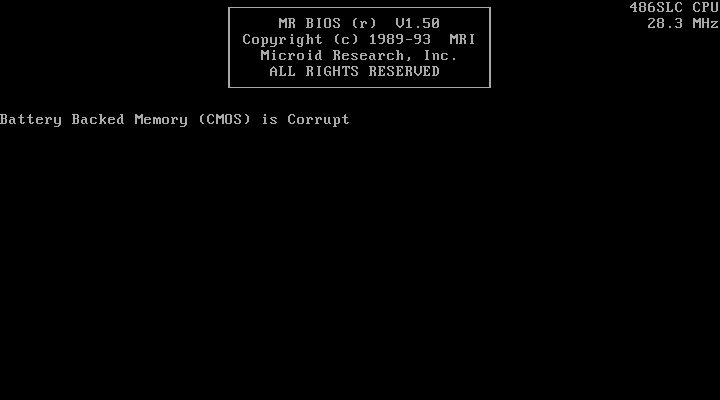 486SLC CPU
28.3 MHz
MR BIOS (r)  V1.50
Copyright (c) 1989-93  MRI
Microid Research, Inc.
ALL RIGHTS RESERVED
Battery Backed Memory (CMOS) is Corrupt